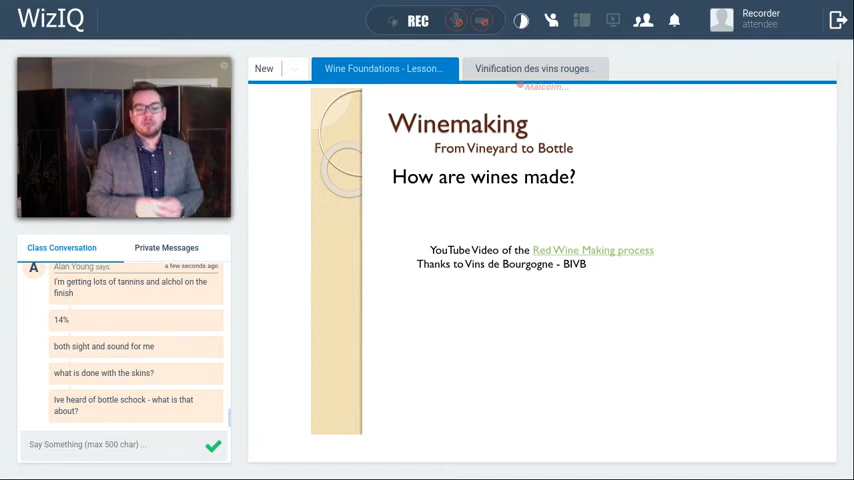 WizIQ
REC
Recorder
attendee
New
Wine Foundations - Lesson...
Vinification des vins rouges...
Malcolm...
Winemaking
From Vineyard to Bottle
How are wines made?
YouTube Video of the Red Wine Making process
Thanks to Vins de Bourgogne - BIVB
Class Conversation
Private Messages
A
Alan Young says:
a few seconds ago
I'm getting lots of tannins and alchol on the
finish
14%
both sight and sound for me
what is done with the skins?
Ive heard of bottle schock - what is that
about?
Say Something (max 500 char) ...